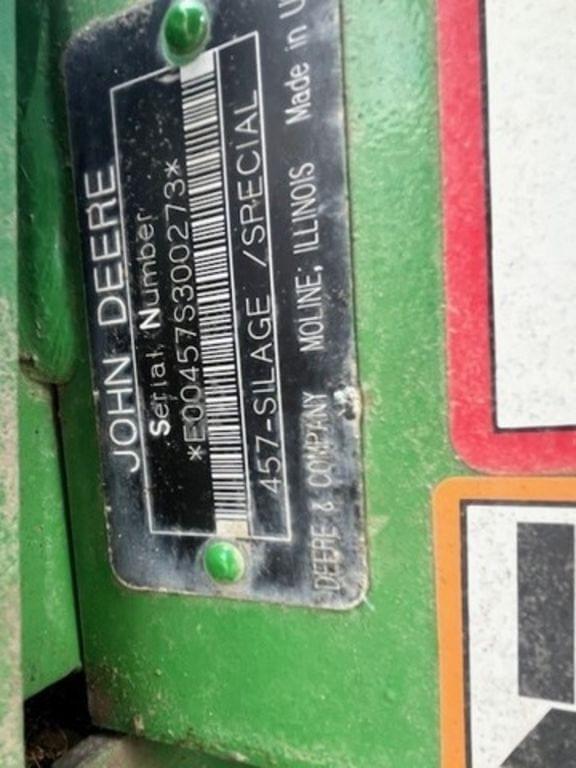 JOHN DEERE
Serial Number
*E00457S300273*
457-SILAGE /SPECIAL
DEERE & COMPANY MOLINE, ILLINOIS Made in U